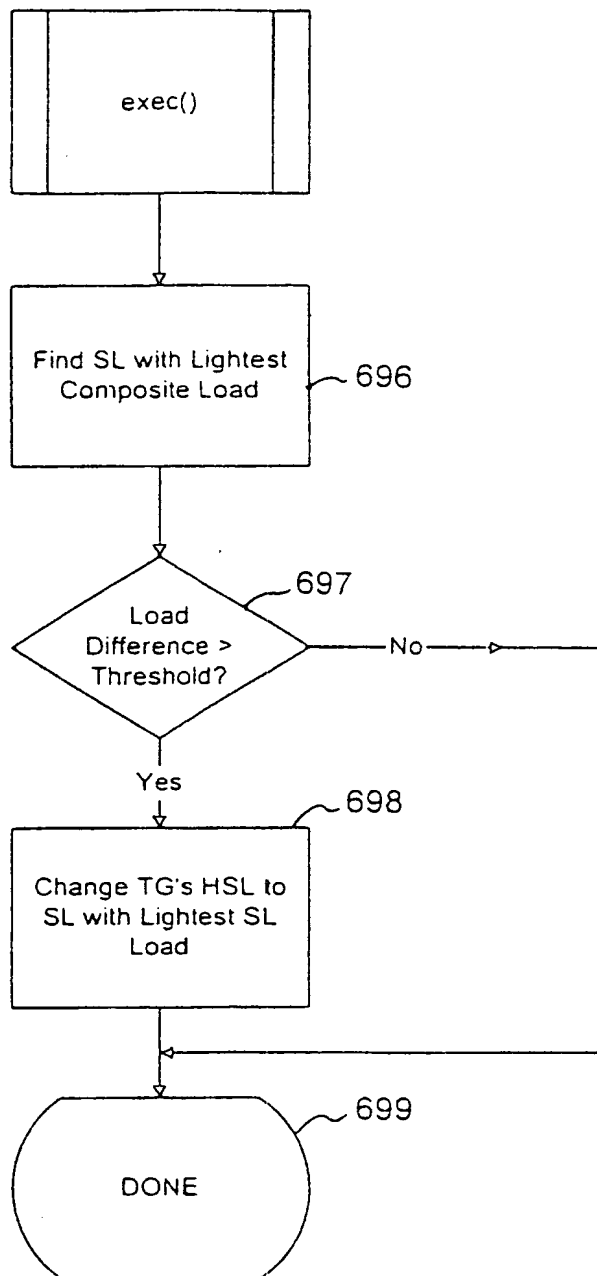 exec()
Find SL with Lightest
Composite Load
696
697
Load
Difference >
Threshold?
No
Yes
698
Change TG's HSL to
SL with Lightest SL
Load
699
DONE